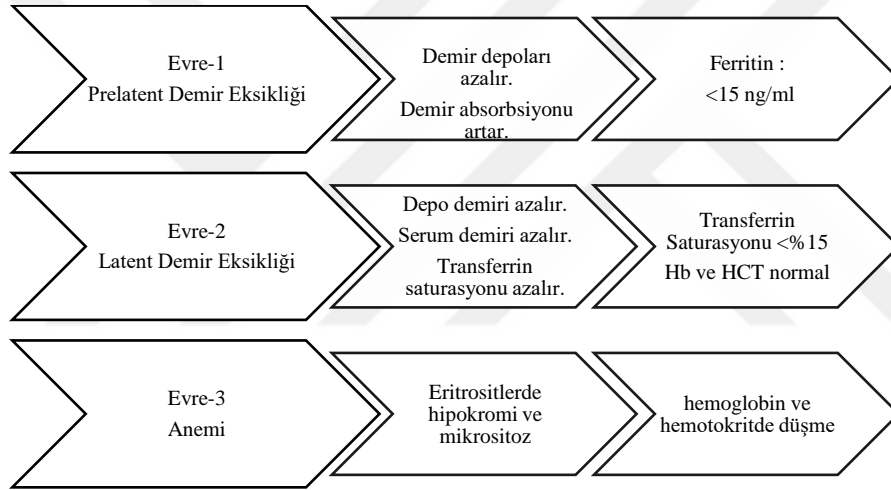 Evre-1
Prelatent Demir Eksikliği
Demir depoları
azalır.
Demir absorbsiyonu
artar.
Ferritin :
<15 ng/ml
Evre-2
Latent Demir Eksikliği
Depo demiri azalır.
Serum demiri azalır.
Transferrin
saturasyonu azalır.
Transferrin
Saturasyonu <%15
Hb ve HCT normal
Evre-3
Anemi
Eritrositlerde
hipokromi ve
mikrositoz
hemoglobin ve
hemotokritde düşme